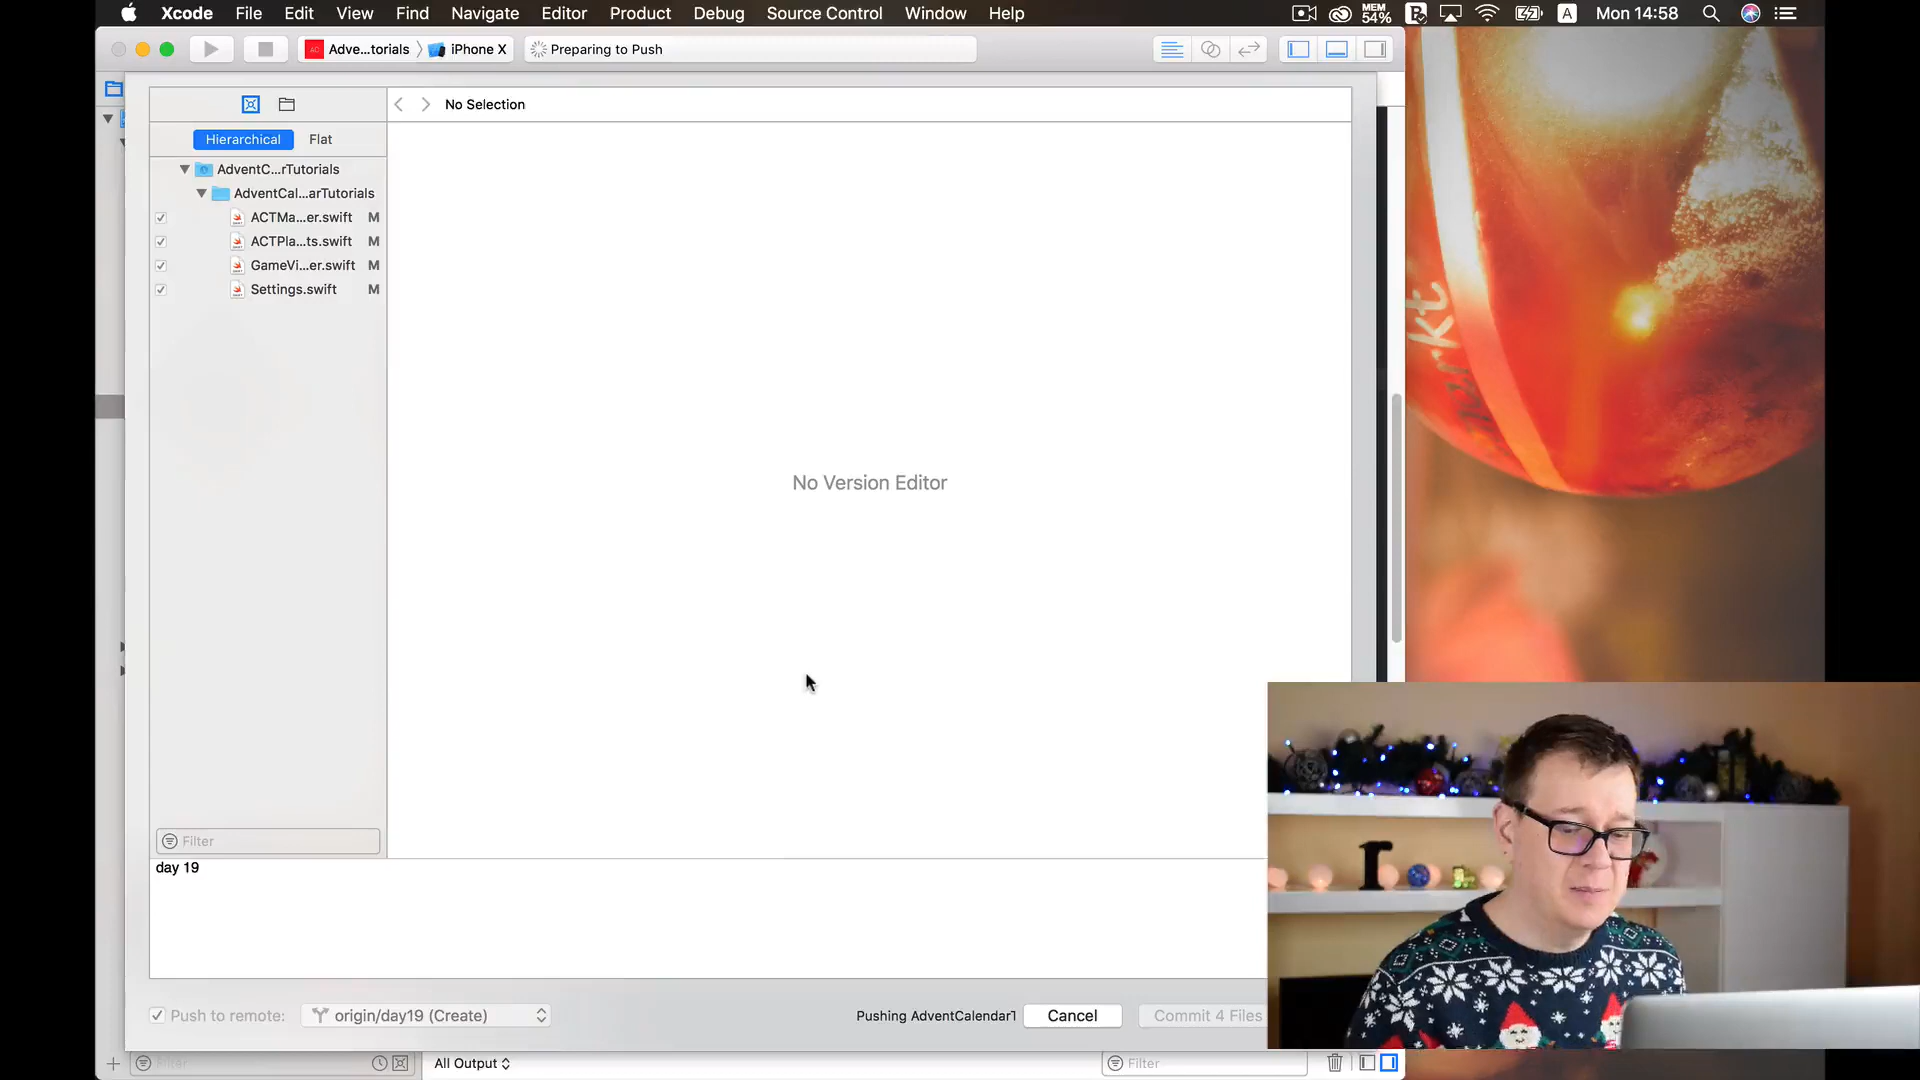 Xcode File Edit View Find Navigate Editor Product Debug Source Control Window Help MEM 54% A Mon 14:58
Adve...torials iPhone X Preparing to Push
No Selection
Hierarchical Flat
AdventC...rTutorials
AdventCal...arTutorials
ACTMa...er.swift M
ACTPla...ts.swift M
GameVi...er.swift M
Settings.swift M
No Version Editor
Filter
day 19
Push to remote: origin/day19 (Create) Pushing AdventCalendarT Cancel Commit 4 Files
Filter All Output Filter
arkt
r